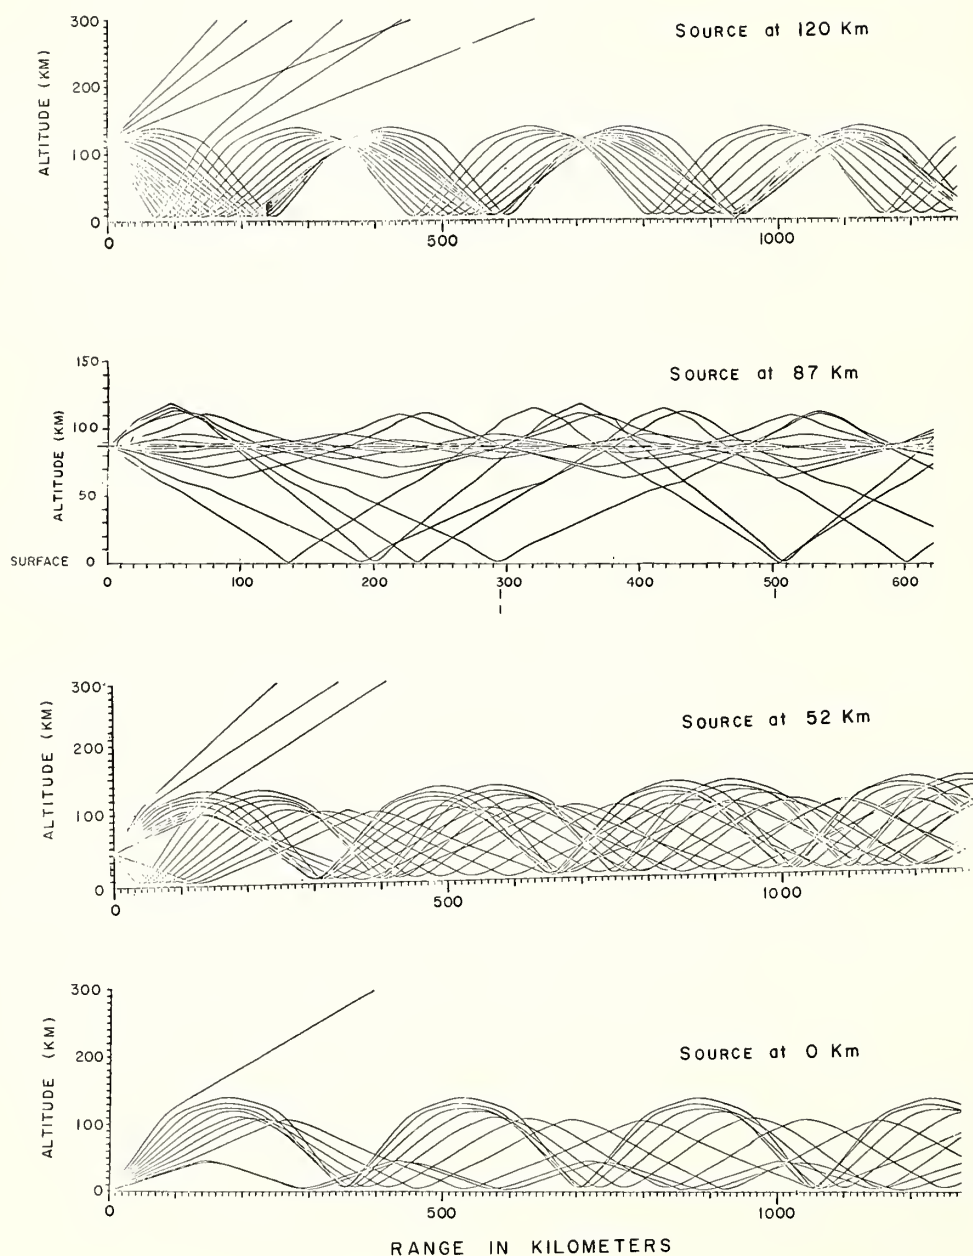 SOURCE at 120 Km
ALTITUDE (KM)
300
200
100
0
0 500 1000
SOURCE at 87 Km
ALTITUDE (KM)
150
100
50
SURFACE 0
0 100 200 300 400 500 600
SOURCE at 52 Km
ALTITUDE (KM)
300
200
100
0
0 500 1000
SOURCE at 0 Km
ALTITUDE (KM)
300
200
100
0
0 500 1000
RANGE IN KILOMETERS